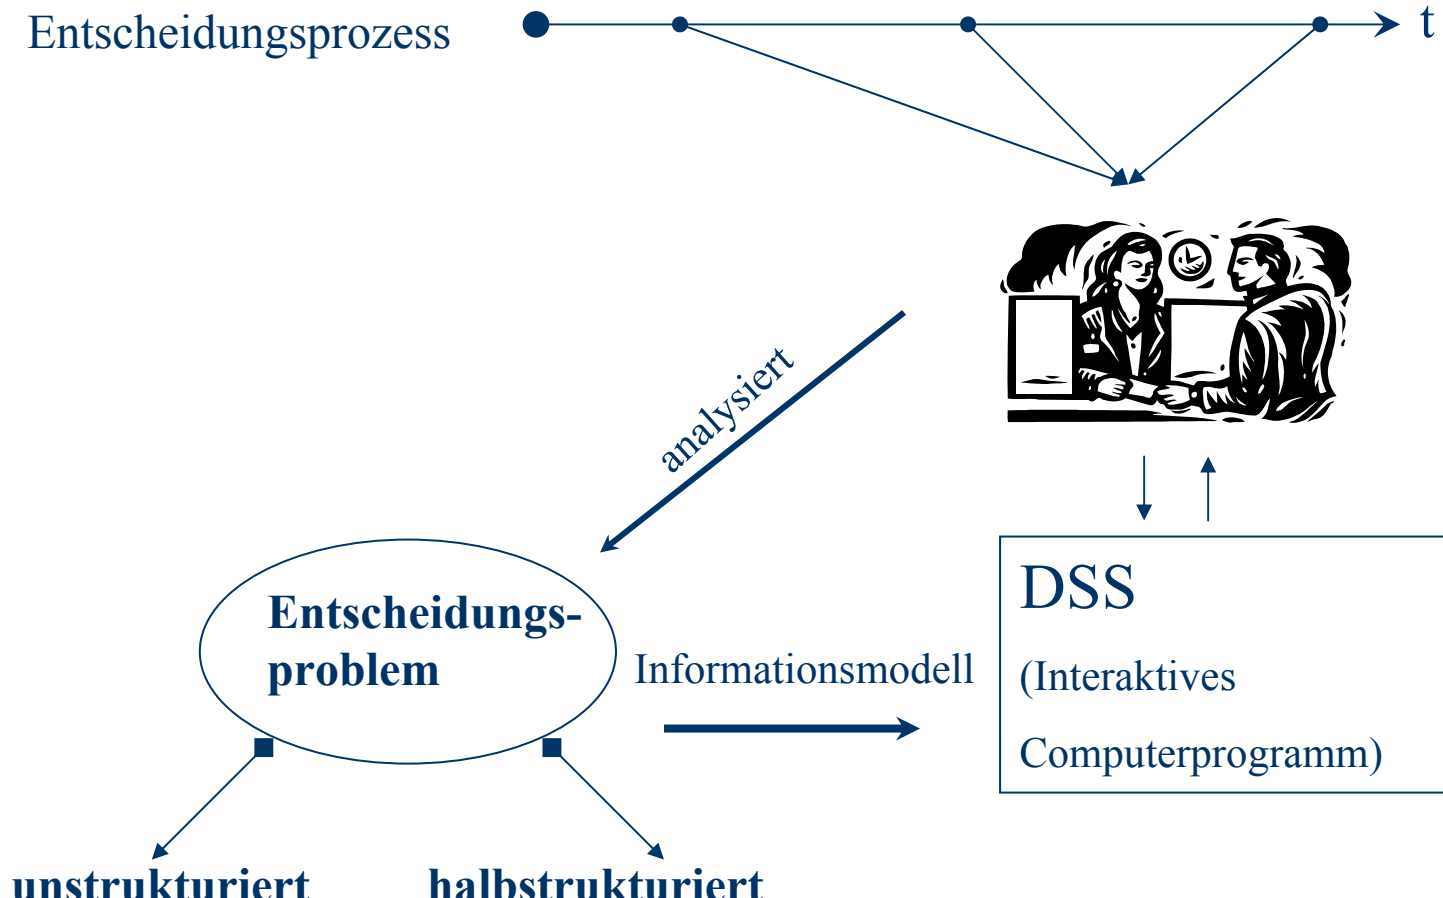 Entscheidungsprozess
t
analysiert
Entscheidungs-
problem
Informationsmodell
DSS
(Interaktives
Computerprogramm)
unstrukturiert
halbstrukturiert